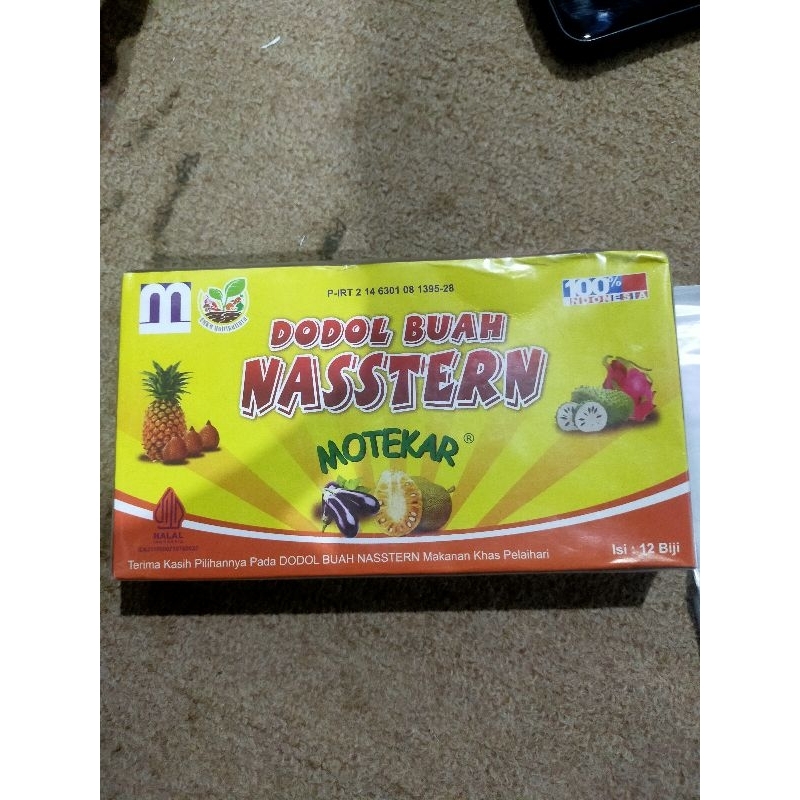 m
P-IRT 2 14 6301 08 1395-28
100%
INDONESIA
DODOL BUAH
NASSTERN
MOTEKAR®
HALAL
Isi : 12 Biji
Terima Kasih Pilihannya Pada DODOL BUAH NASSTERN Makanan Khas Pelaihari